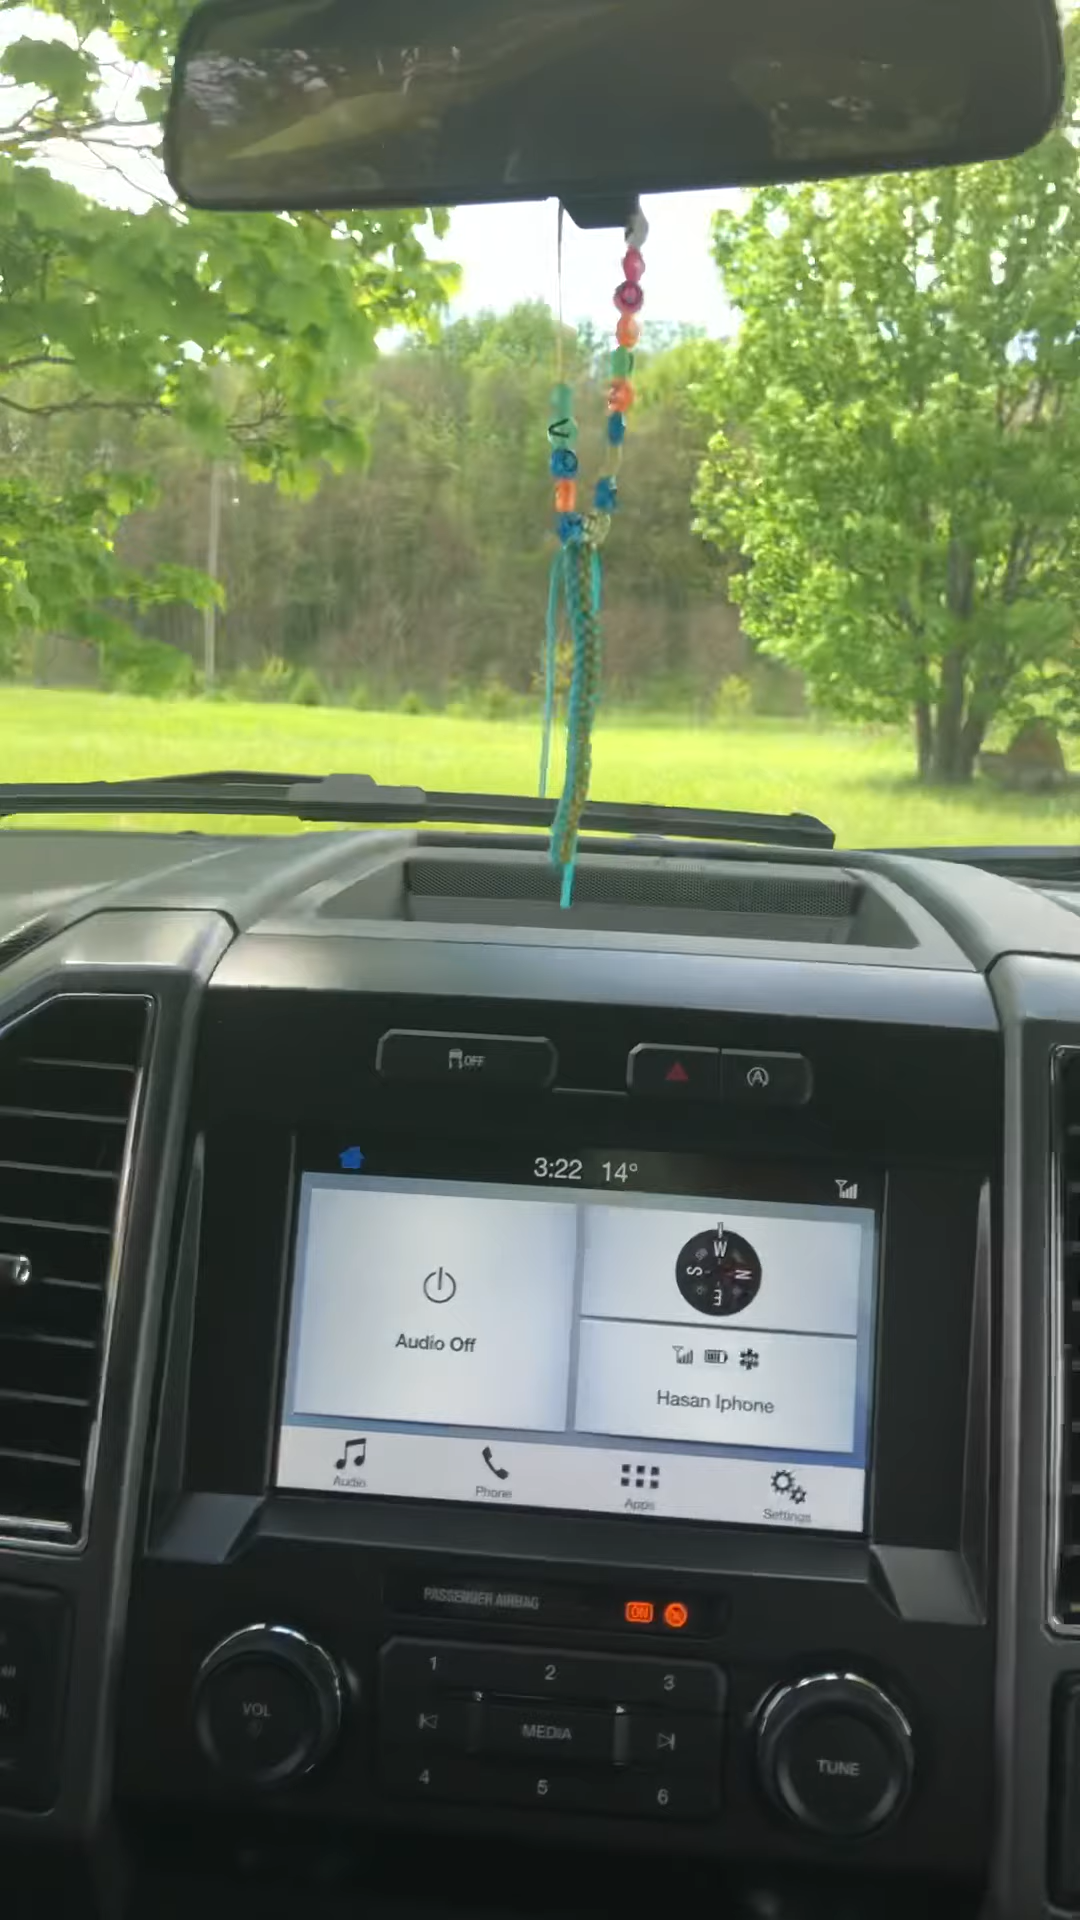 OFF
A
3:22 14°
W
S N
E
Audio Off
Hasan Iphone
Audio Phone Apps Settings
PASSENGER AIRBAG ON
1 2 3
VOL MEDIA TUNE
4 5 6